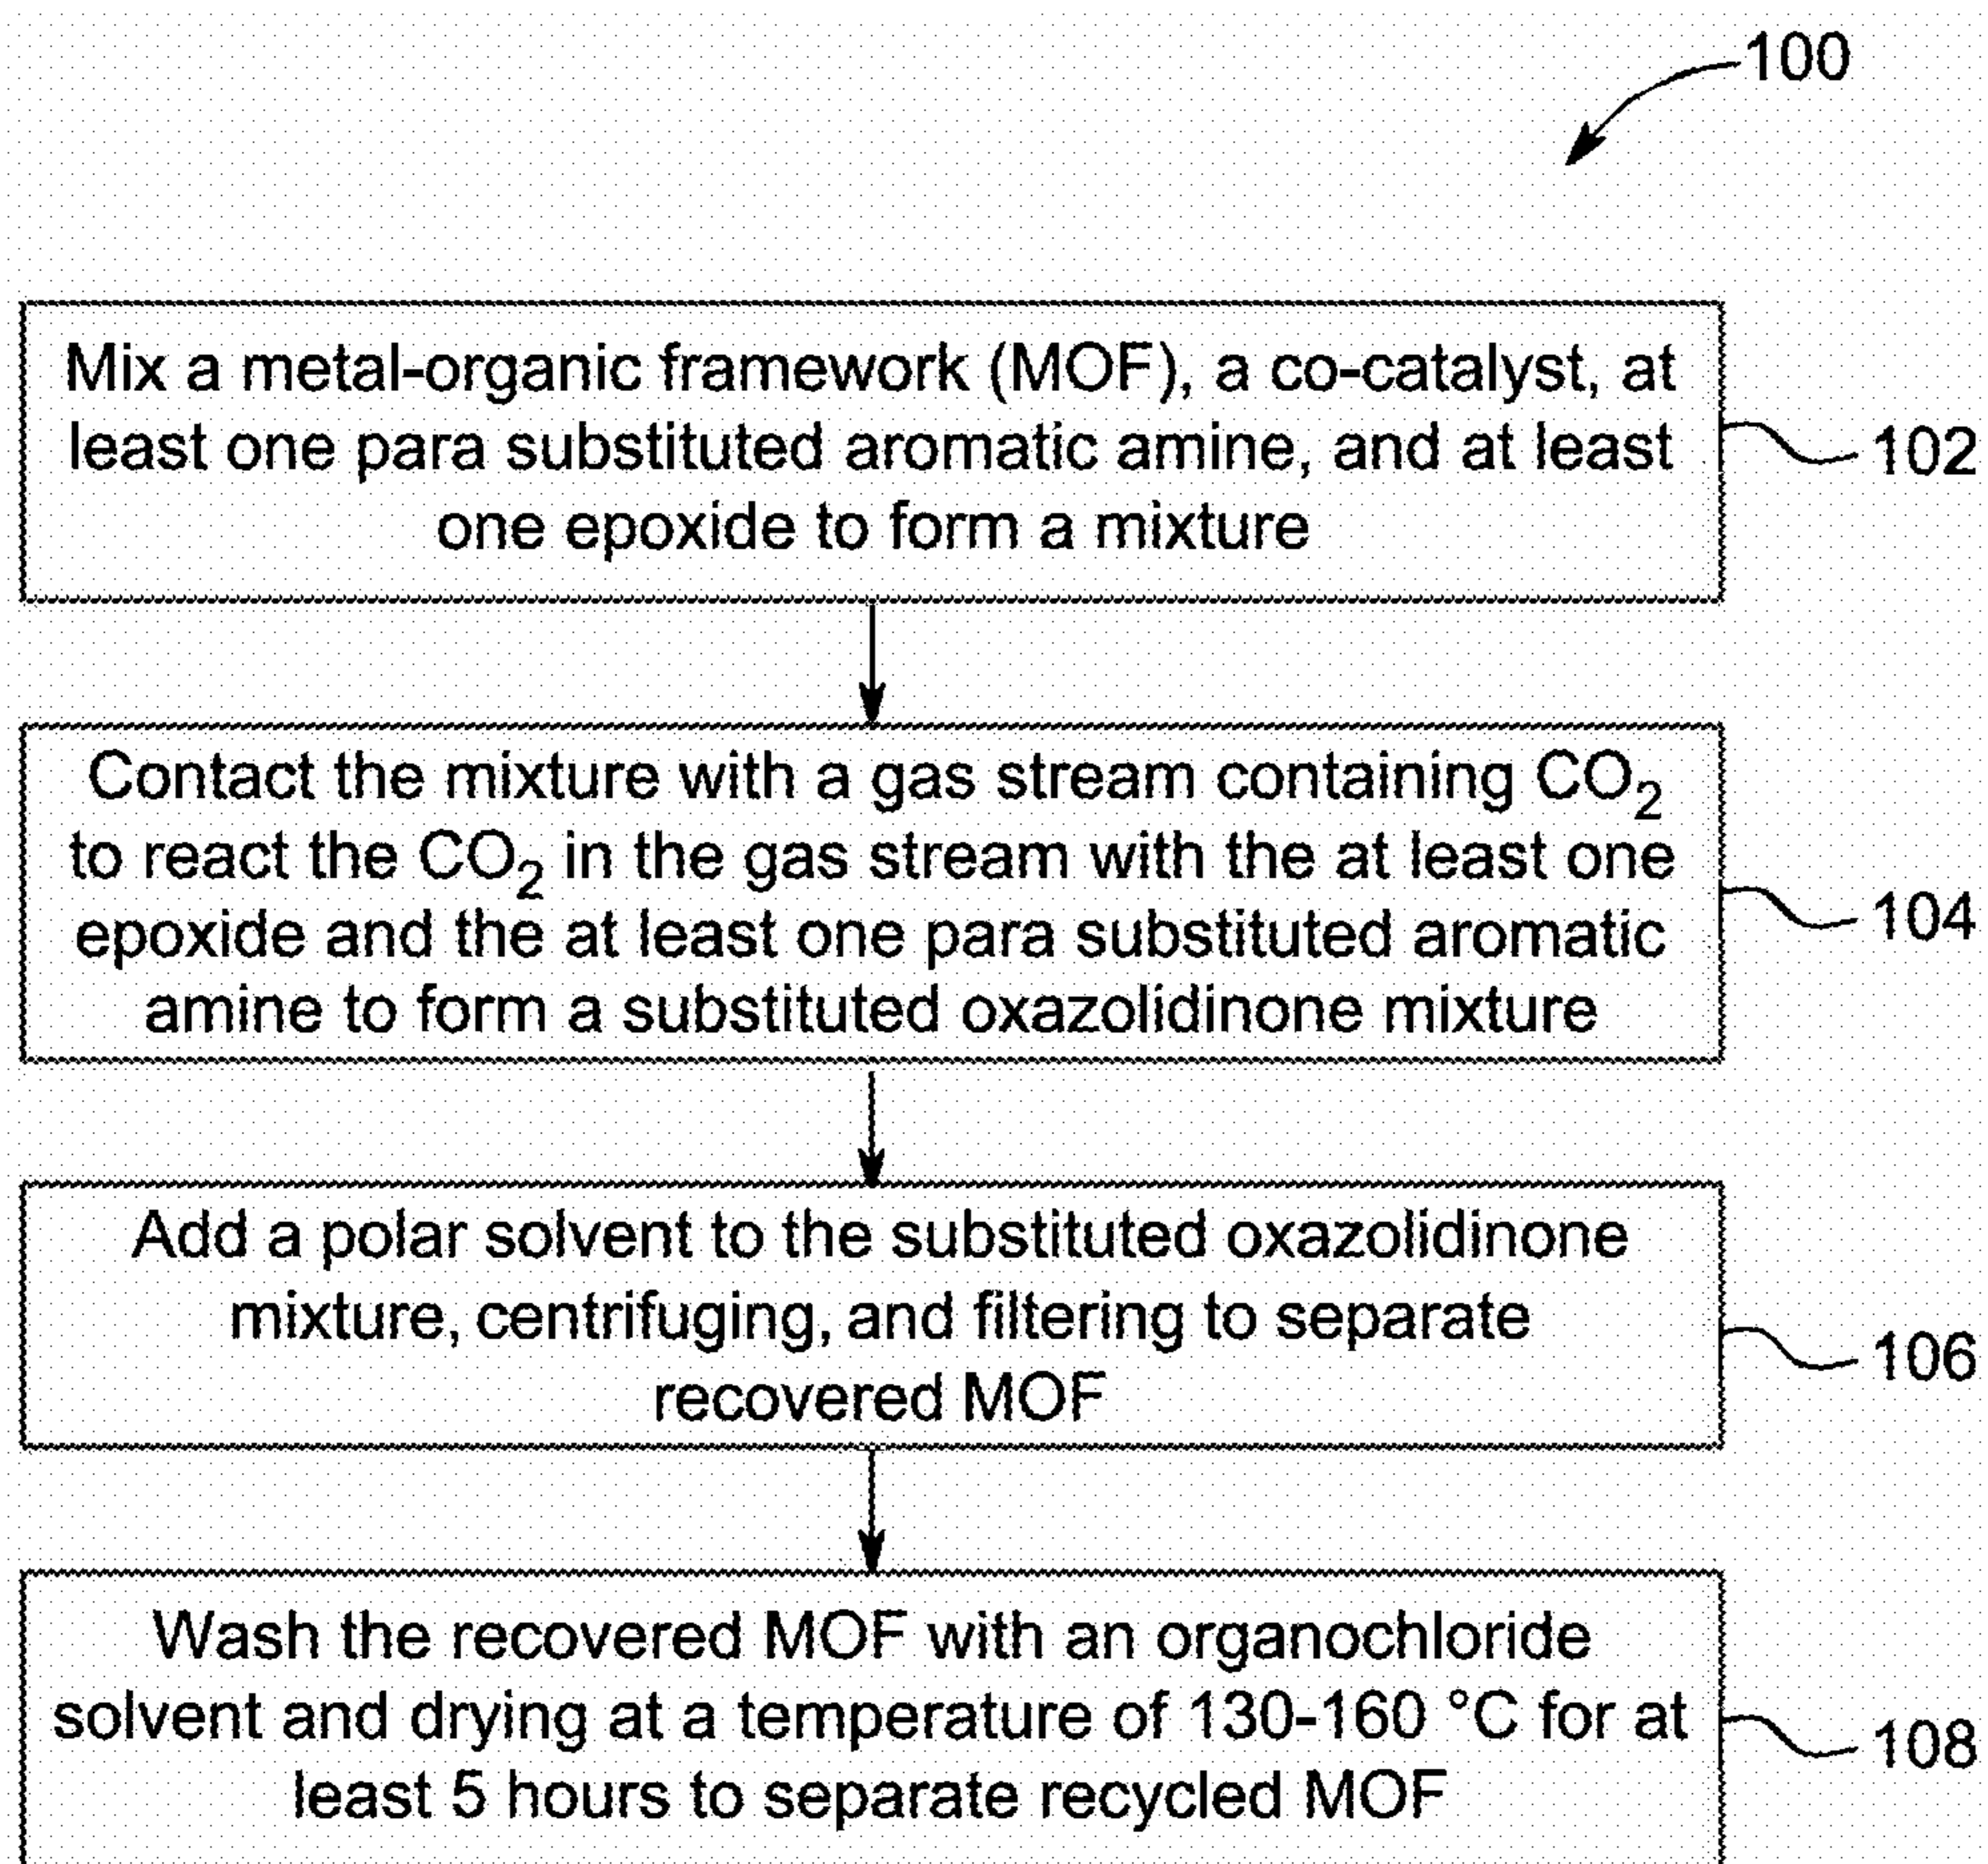 100
Mix a metal-organic framework (MOF), a co-catalyst, at
least one para substituted aromatic amine, and at least
one epoxide to form a mixture
102
Contact the mixture with a gas stream containing CO₂
to react the CO₂ in the gas stream with the at least one
epoxide and the at least one para substituted aromatic
amine to form a substituted oxazolidinone mixture
104
Add a polar solvent to the substituted oxazolidinone
mixture, centrifuging, and filtering to separate
recovered MOF
106
Wash the recovered MOF with an organochloride
solvent and drying at a temperature of 130-160 °C for at
least 5 hours to separate recycled MOF
108